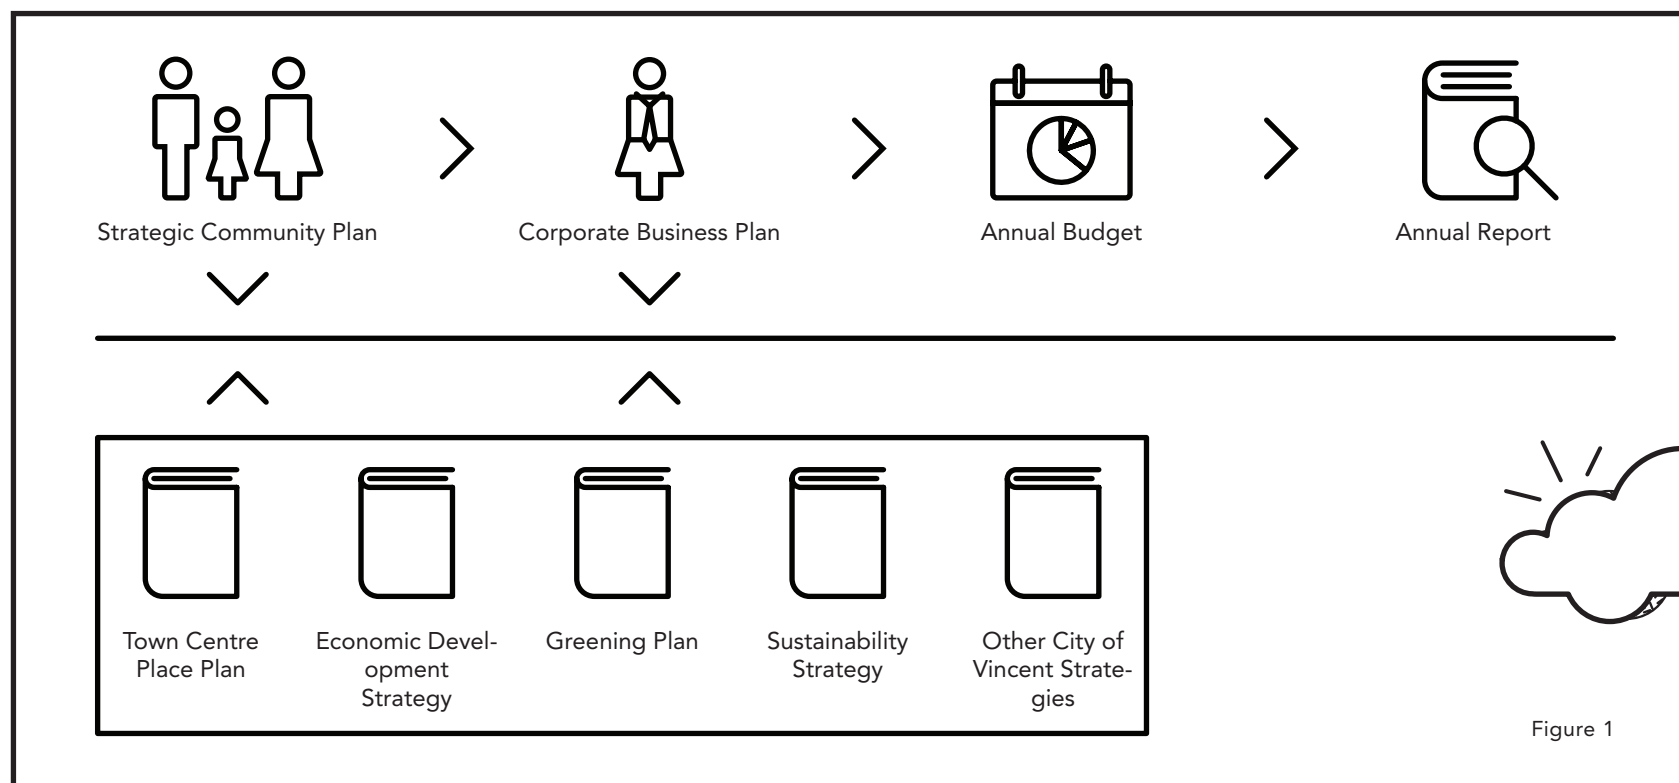 Strategic Community Plan
Corporate Business Plan
Annual Budget
Annual Report
Town Centre
Place Plan
Economic Devel-
opment
Strategy
Greening Plan
Sustainability
Strategy
Other City of
Vincent Strate-
gies
Figure 1